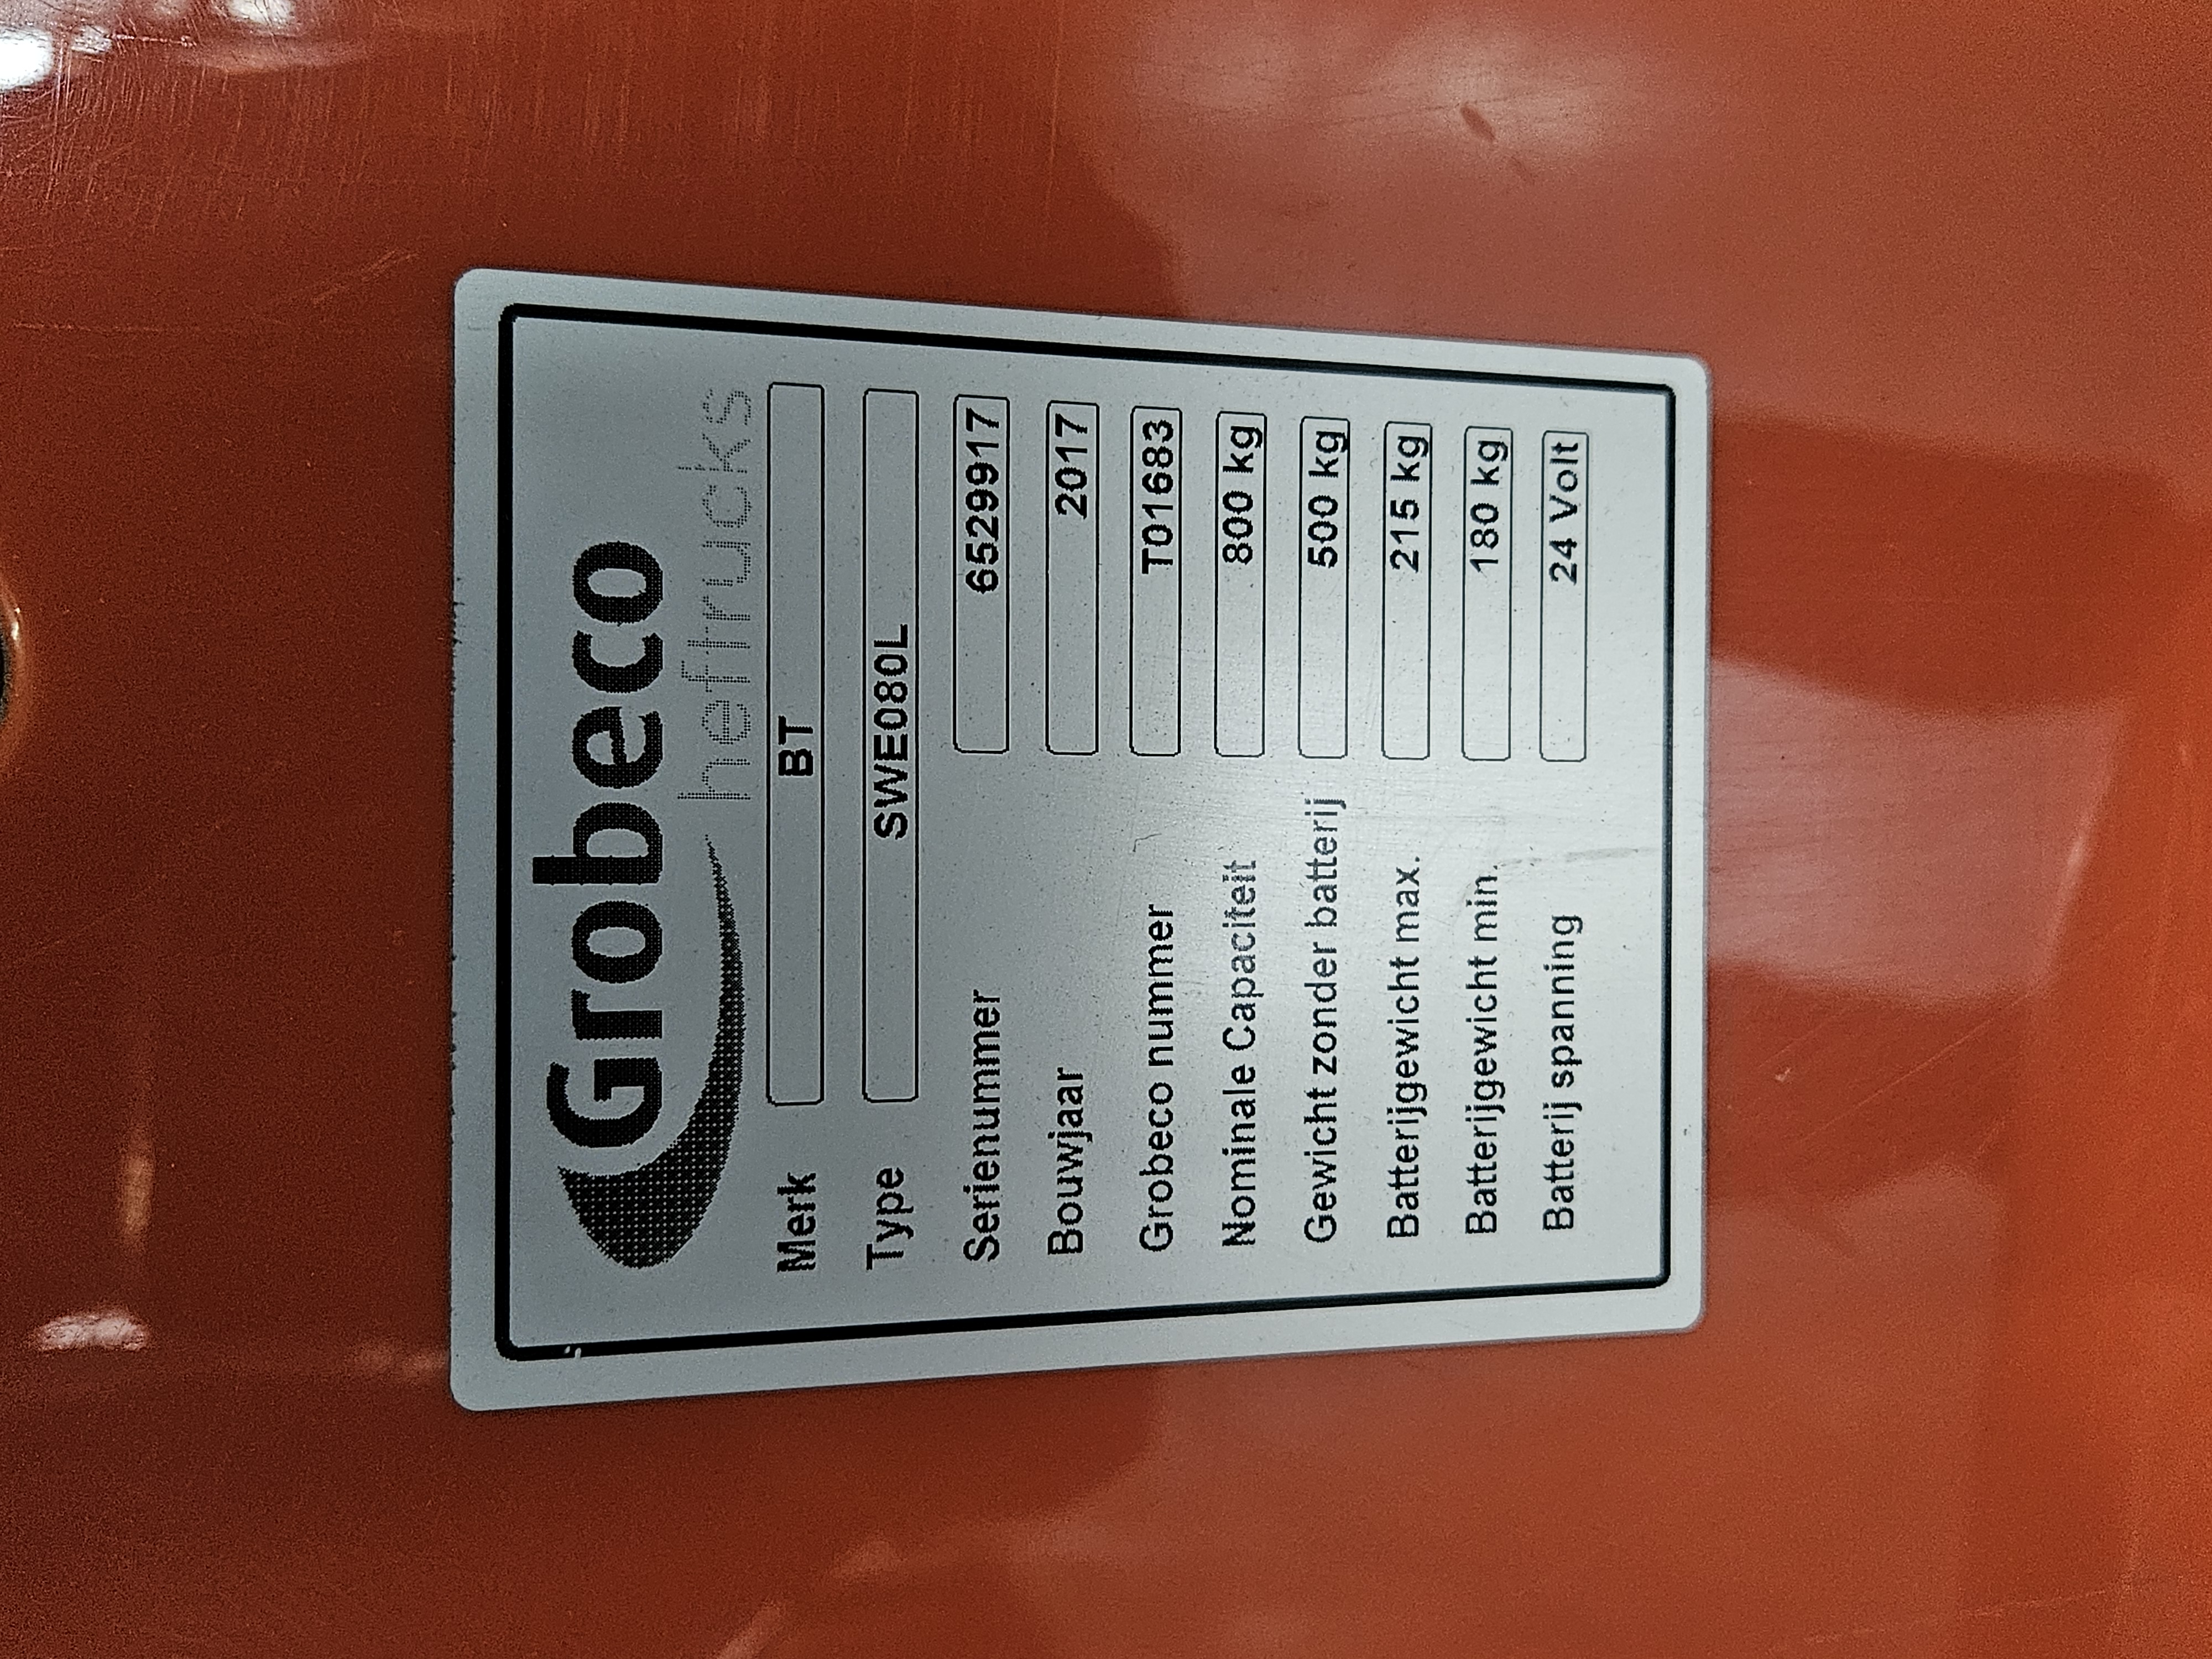 Grobeco
heftrucks
Merk BT
Type SWE080L
Serienummer 6529917
Bouwjaar 2017
Grobeco nummer T01683
Nominale Capaciteit 800 kg
Gewicht zonder batterij 500 kg
Batterijgewicht max. 215 kg
Batterijgewicht min. 180 kg
Batterij spanning 24 Volt